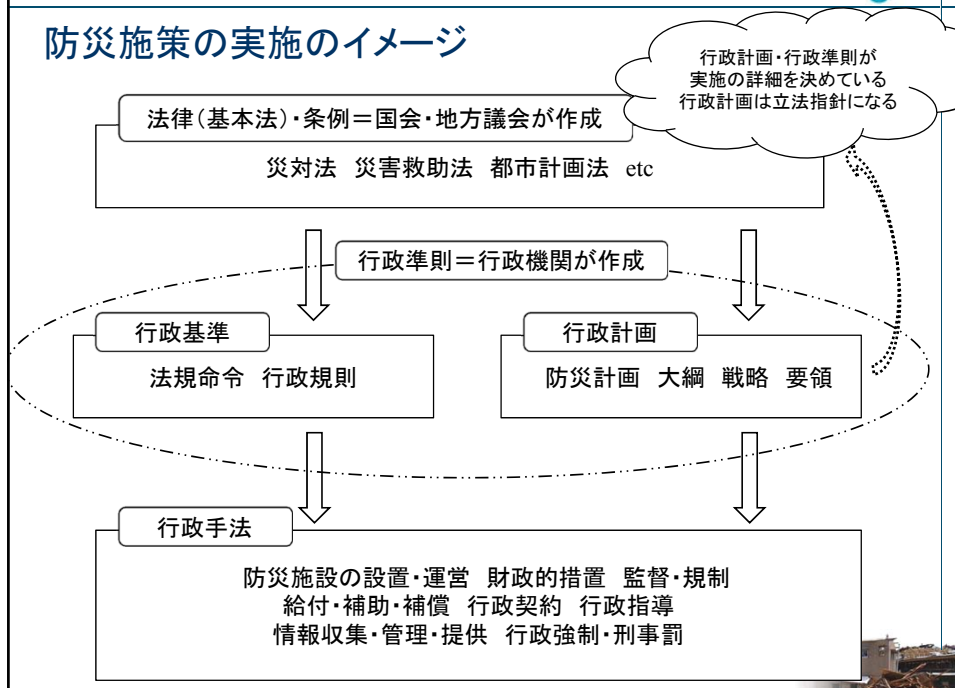 防災施策の実施のイメージ
行政計画・行政準則が
実施の詳細を決めている
行政計画は立法指針になる
法律(基本法)・条例=国会・地方議会が作成
災対法 災害救助法 都市計画法 etc
行政準則=行政機関が作成
行政基準
法規命令 行政規則
行政計画
防災計画 大綱 戦略 要領
行政手法
防災施設の設置・運営 財政的措置 監督・規制
給付・補助・補償 行政契約 行政指導
情報収集・管理・提供 行政強制・刑事罰